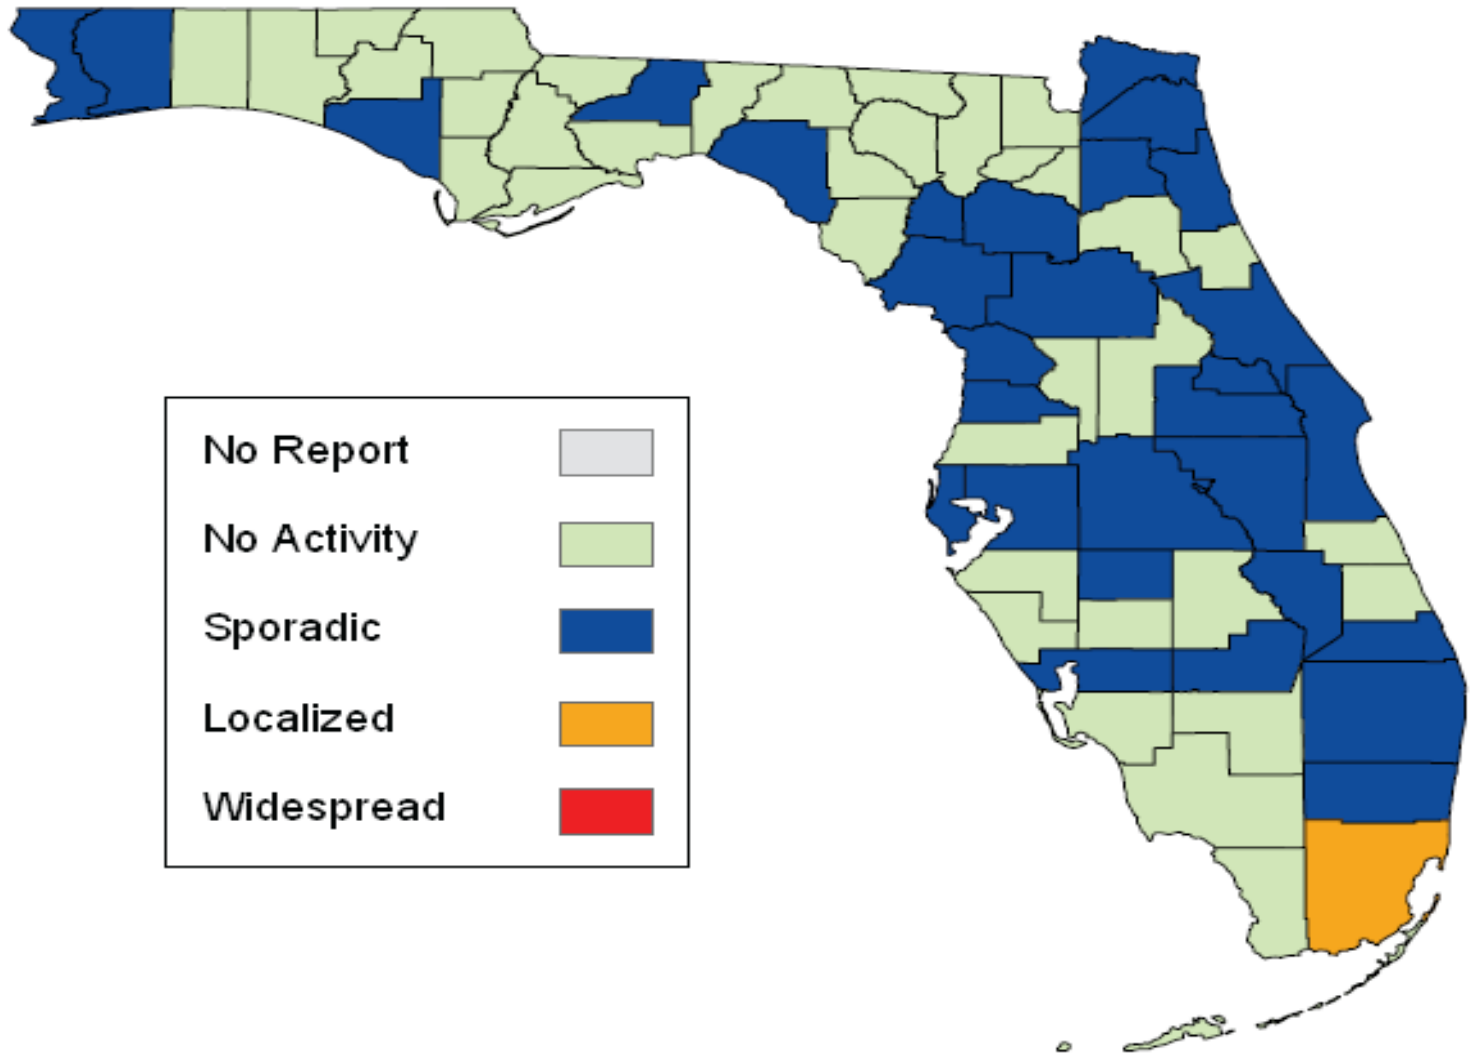 No Report
No Activity
Sporadic
Localized
Widespread